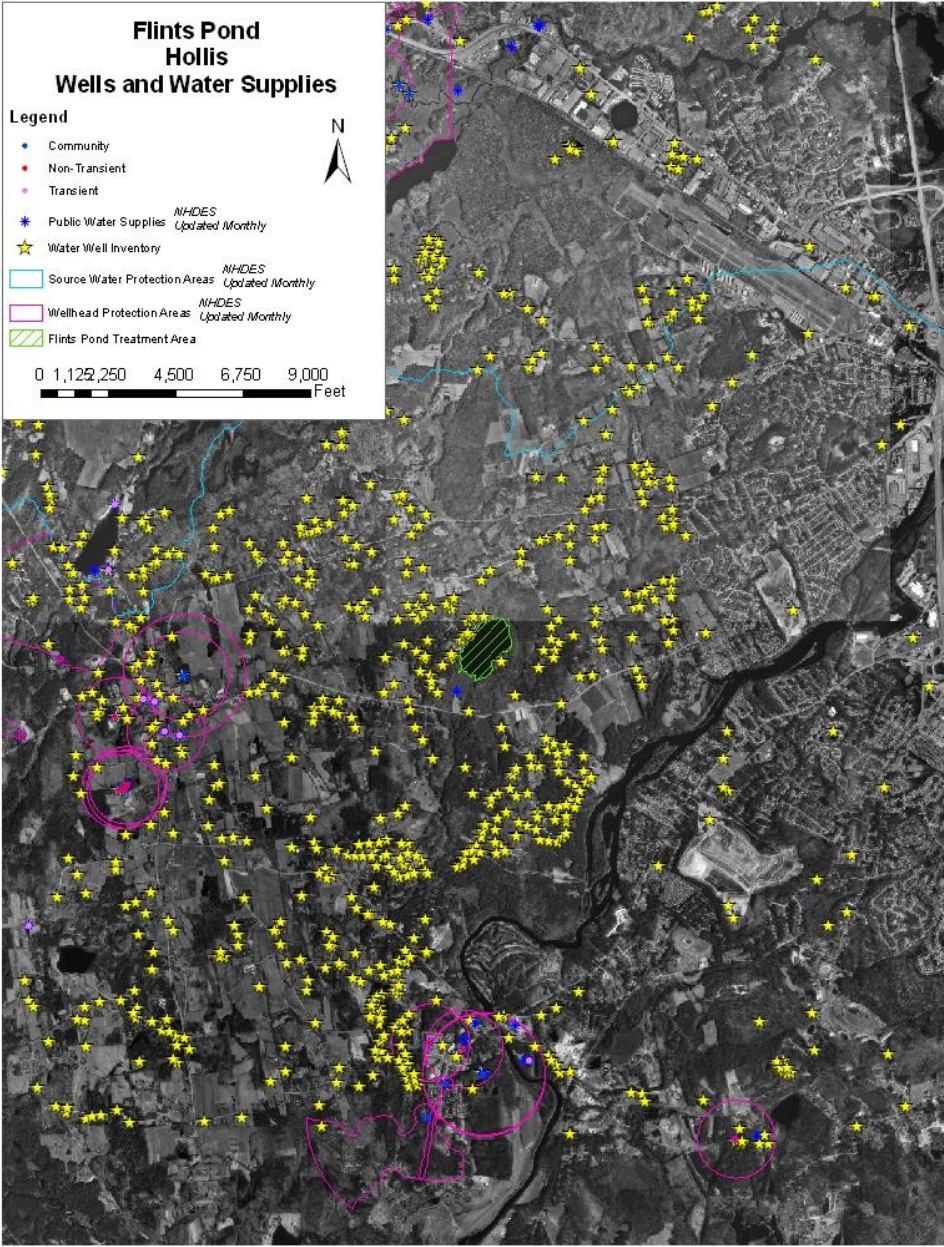 Flints Pond
Hollis
Wells and Water Supplies
Legend
N
Community
Non-Transient
Transient
Public Water Supplies NHDES
Updated Monthly
Water Well Inventory
Source Water Protection Areas NHDES
Updated Monthly
Wellhead Protection Areas NHDES
Updated Monthly
Flints Pond Treatment Area
0 1,125 2,250 4,500 6,750 9,000
Feet